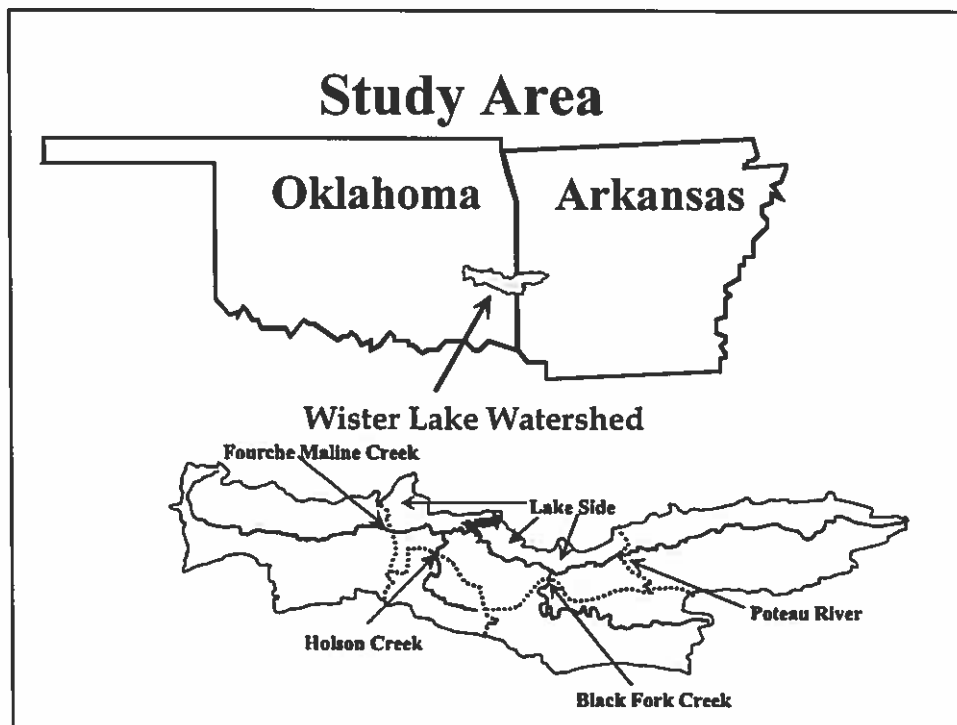 Study Area
Oklahoma
Arkansas
Wister Lake Watershed
Fourche Maline Creek
Lake Side
Poteau River
Holson Creek
Black Fork Creek